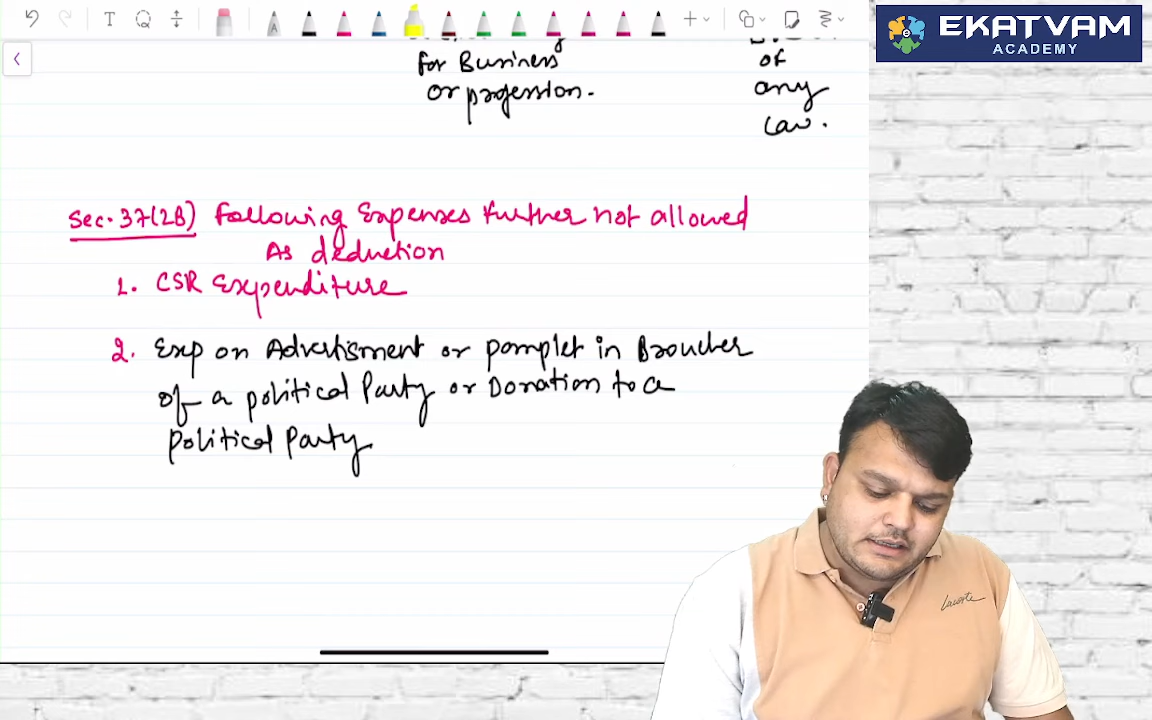 EKATVAM
ACADEMY
for Business
or profession.
of
any
Law.
Sec. 37(2B) Following Expenses further not allowed
As deduction
1. CSR Expenditure
2. Exp on Advertisment or pamplet in Broucher
of a political Party or Donation to a
political Party
Lacoste